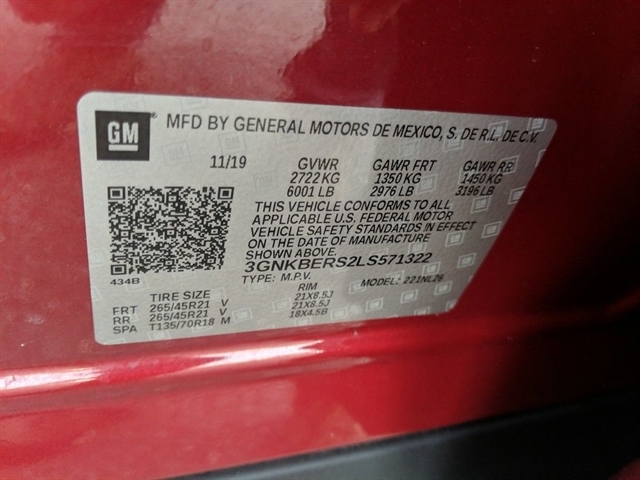 GM MFD BY GENERAL MOTORS DE MEXICO, S. DE R.L. DE C.V.
11/19 GVWR GAWR FRT GAWR RR
2722 KG 1350 KG 1450 KG
6001 LB 2976 LB 3196 LB
THIS VEHICLE CONFORMS TO ALL
APPLICABLE U.S. FEDERAL MOTOR
VEHICLE SAFETY STANDARDS IN EFFECT
ON THE DATE OF MANUFACTURE
SHOWN ABOVE.
3GNKBERS2LS571322
434B TYPE: M.P.V. MODEL: 221NL26
TIRE SIZE RIM
FRT 265/45R21 V 21X8.5J
RR 265/45R21 V 21X8.5J
SPA T135/70R18 M 18X4.5B